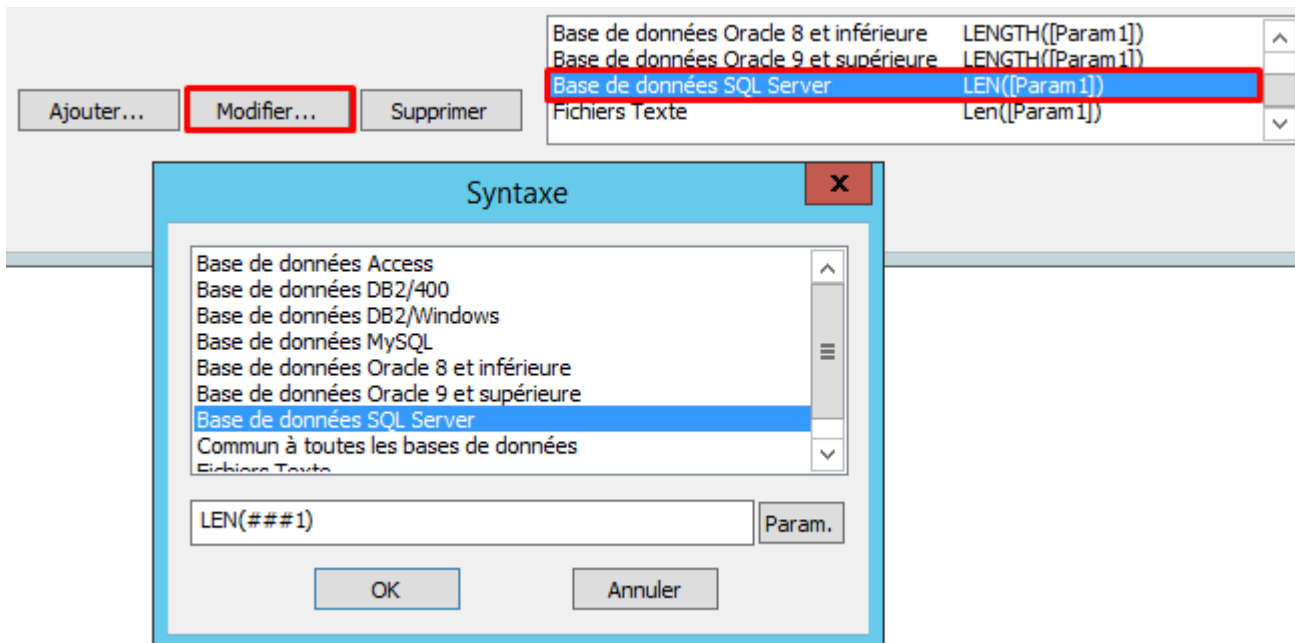 Base de données Oracle 8 et inférieure LENGTH([Param1])
Base de données Oracle 9 et supérieure LENGTH([Param1])
Base de données SQL Server LEN([Param1])
Fichiers Texte Len([Param1])
Ajouter... Modifier... Supprimer
Syntaxe
x
Base de données Access
Base de données DB2/400
Base de données DB2/Windows
Base de données MySQL
Base de données Oracle 8 et inférieure
Base de données Oracle 9 et supérieure
Base de données SQL Server
Commun à toutes les bases de données
Fichiers Texte
LEN(###1) Param.
OK Annuler